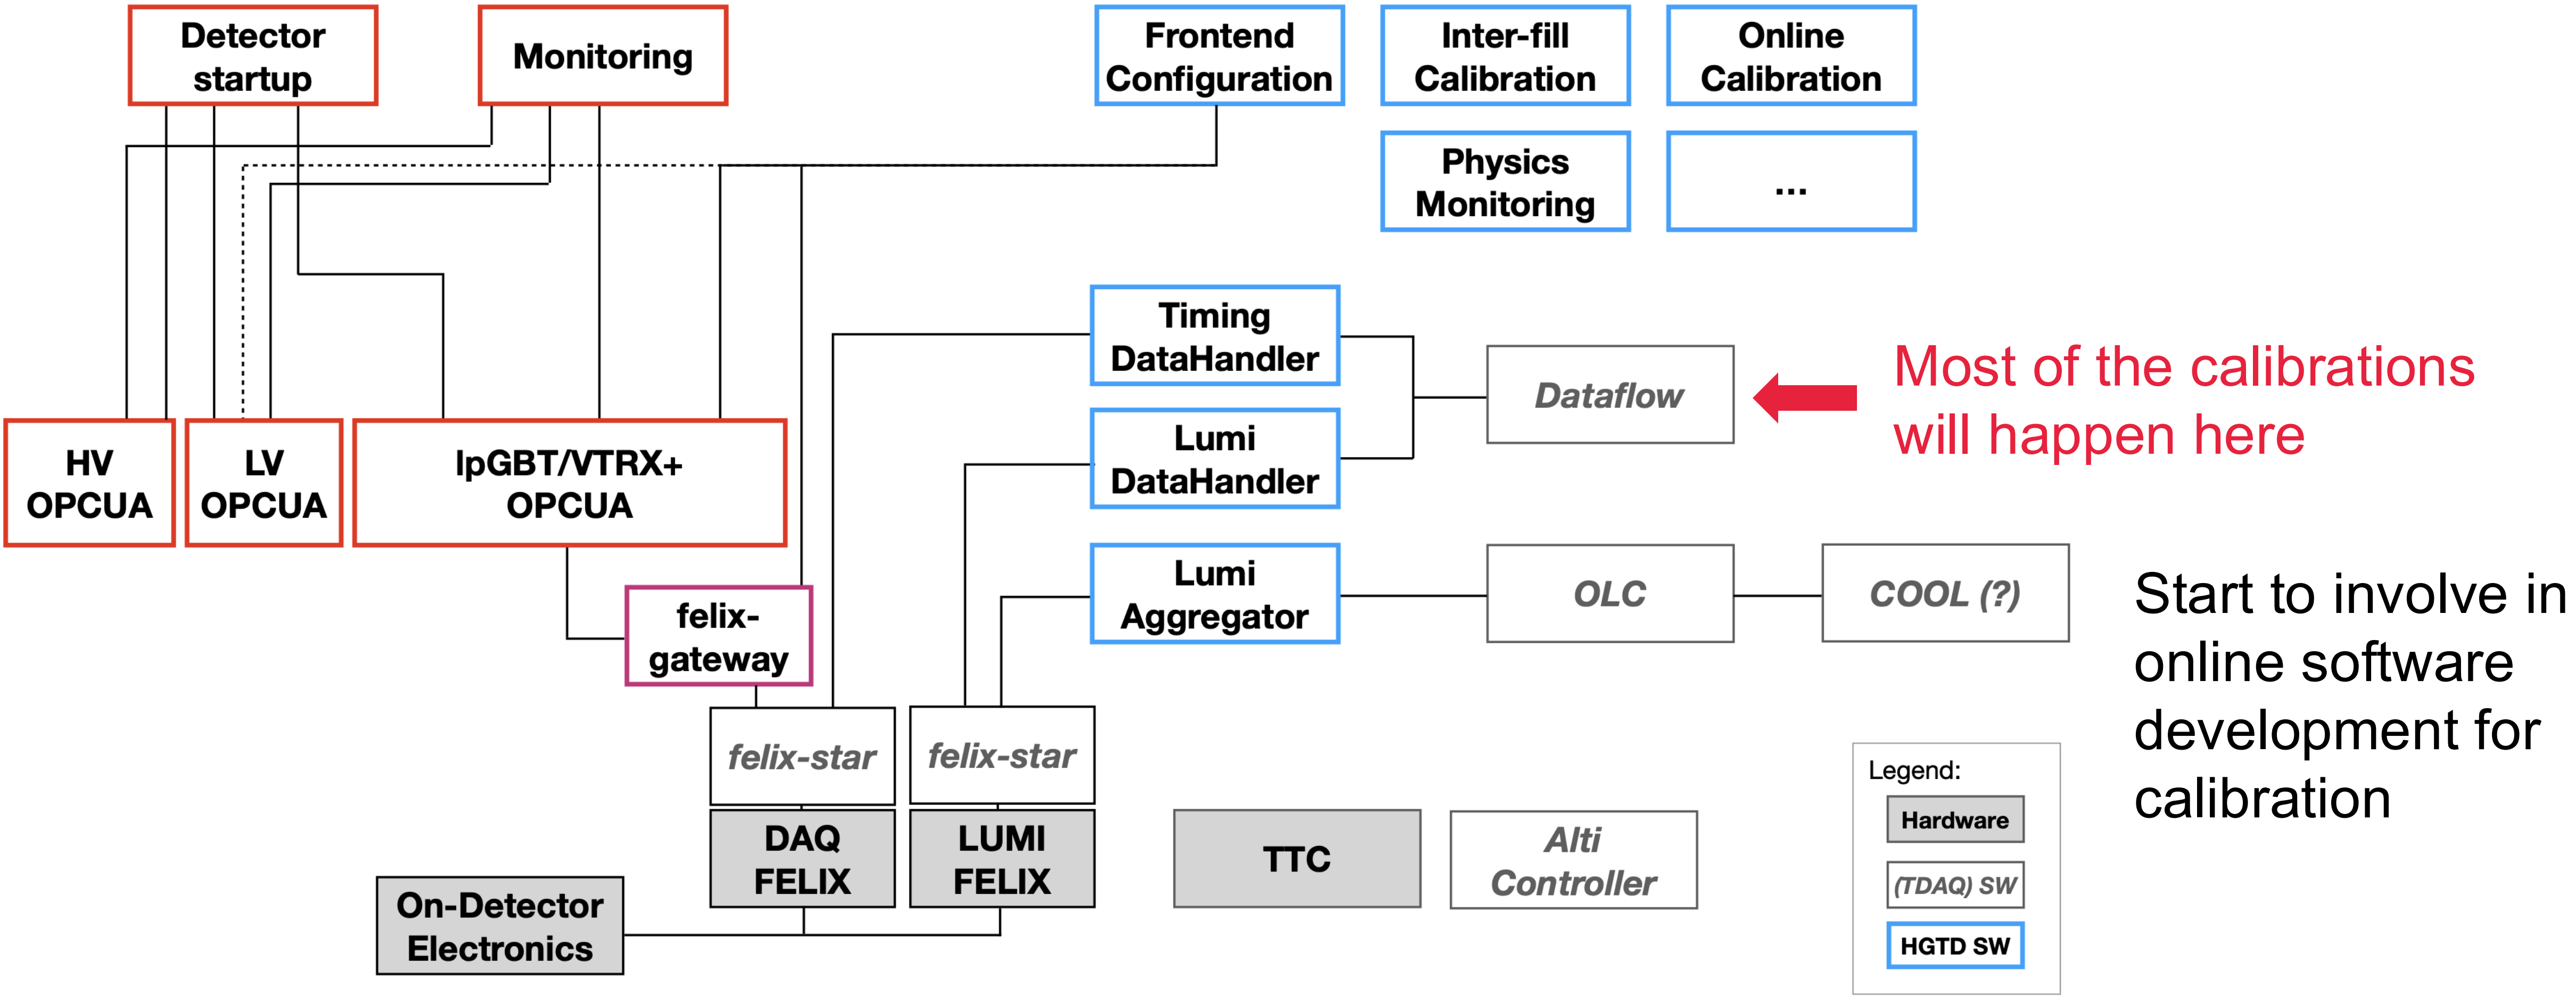 Detector
startup
Monitoring
Frontend
Configuration
Inter-fill
Calibration
Online
Calibration
Physics
Monitoring
...
Timing
DataHandler
Dataflow
Most of the calibrations
will happen here
Lumi
DataHandler
HV
OPCUA
LV
OPCUA
lpGBT/VTRX+
OPCUA
Lumi
Aggregator
OLC
COOL (?)
Start to involve in
online software
development for
calibration
felix-
gateway
felix-star
felix-star
DAQ
FELIX
LUMI
FELIX
TTC
Alti
Controller
On-Detector
Electronics
Legend:
Hardware
(TDAQ) SW
HGTD SW